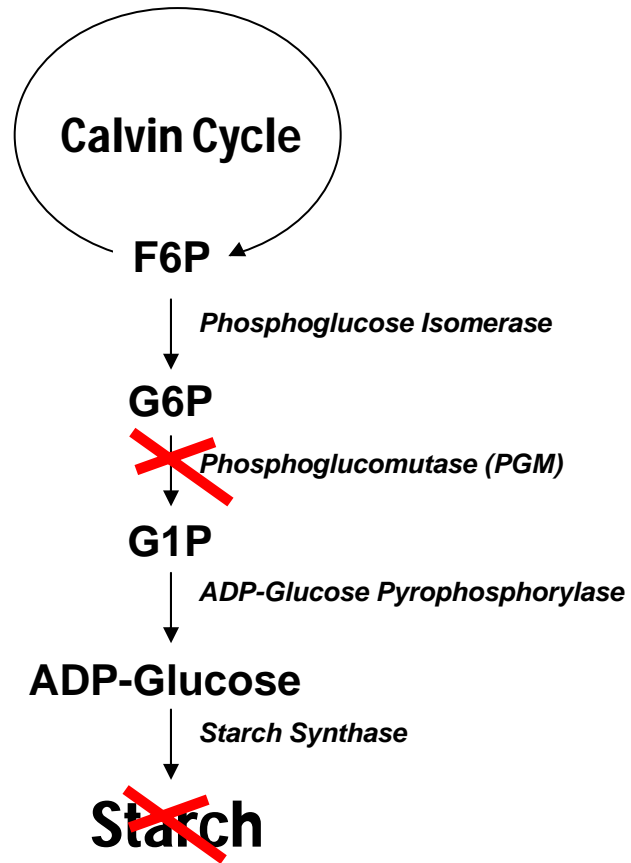 Calvin Cycle
F6P
Phosphoglucose Isomerase
G6P
Phosphoglucomutase (PGM)
G1P
ADP-Glucose Pyrophosphorylase
ADP-Glucose
Starch Synthase
Starch